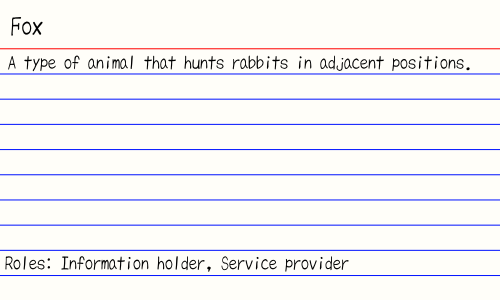 Fox
A type of animal that hunts rabbits in adjacent positions.
Roles: Information holder, Service provider